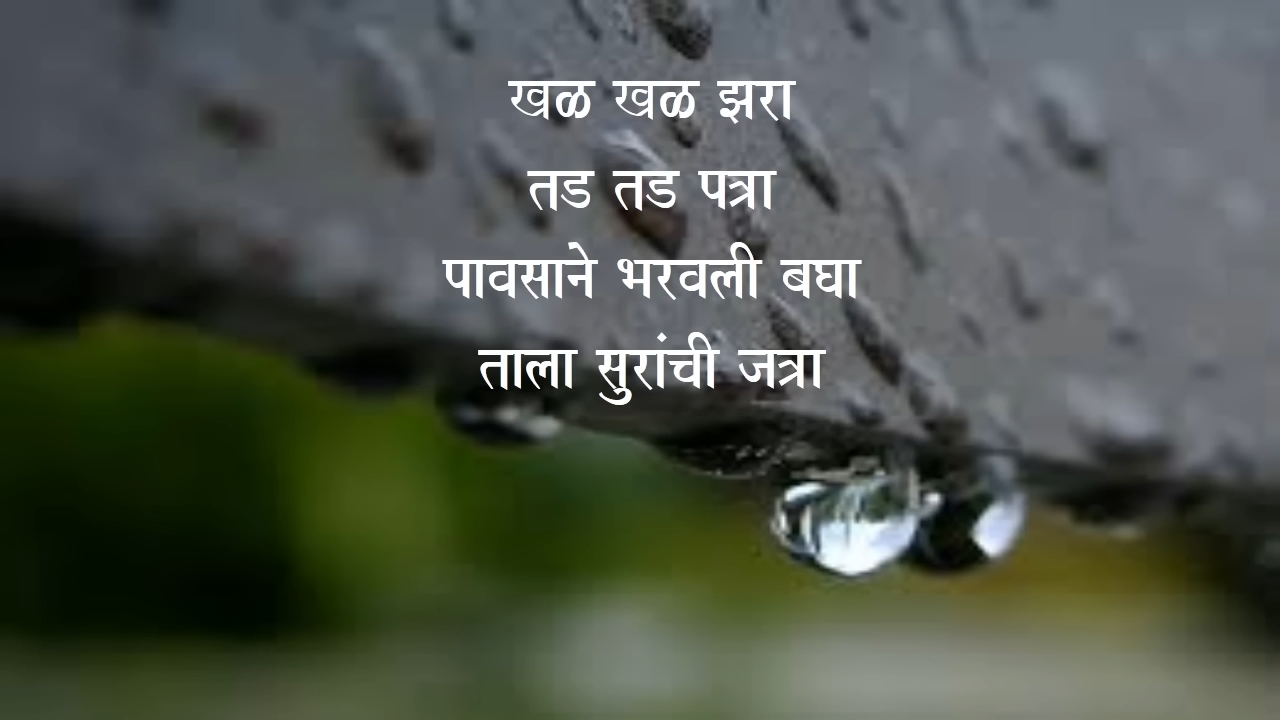 खळ खळ झरा
तड तड पत्रा
पावसाने भरवली बघा
ताला सुरांची जत्रा